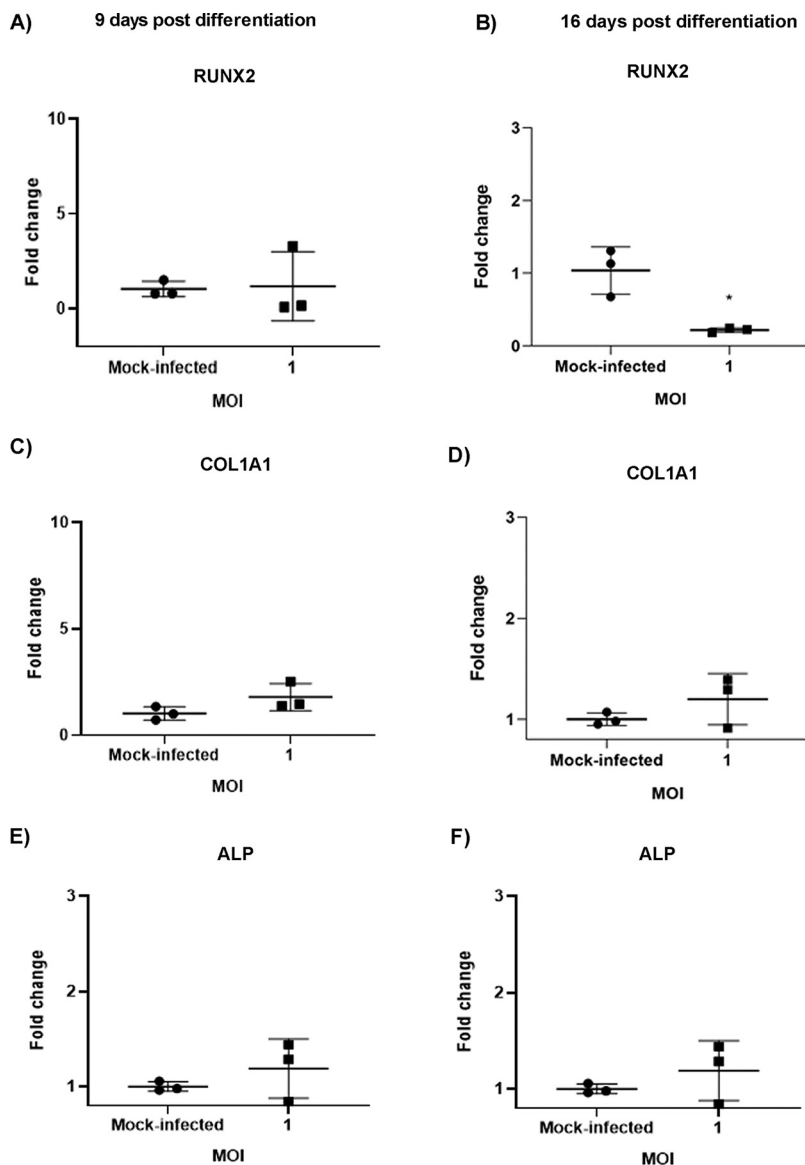 A) 9 days post differentiation
B) 16 days post differentiation
RUNX2
10
5
0
Fold change
Mock-infected 1
MOI
RUNX2
3
2
1
0
Fold change
*
Mock-infected 1
MOI
C)
COL1A1
10
5
0
Fold change
Mock-infected 1
MOI
D)
COL1A1
3
2
1
Fold change
Mock-infected 1
MOI
E)
ALP
3
2
1
Fold change
Mock-infected 1
MOI
F)
ALP
3
2
1
Fold change
Mock-infected 1
MOI